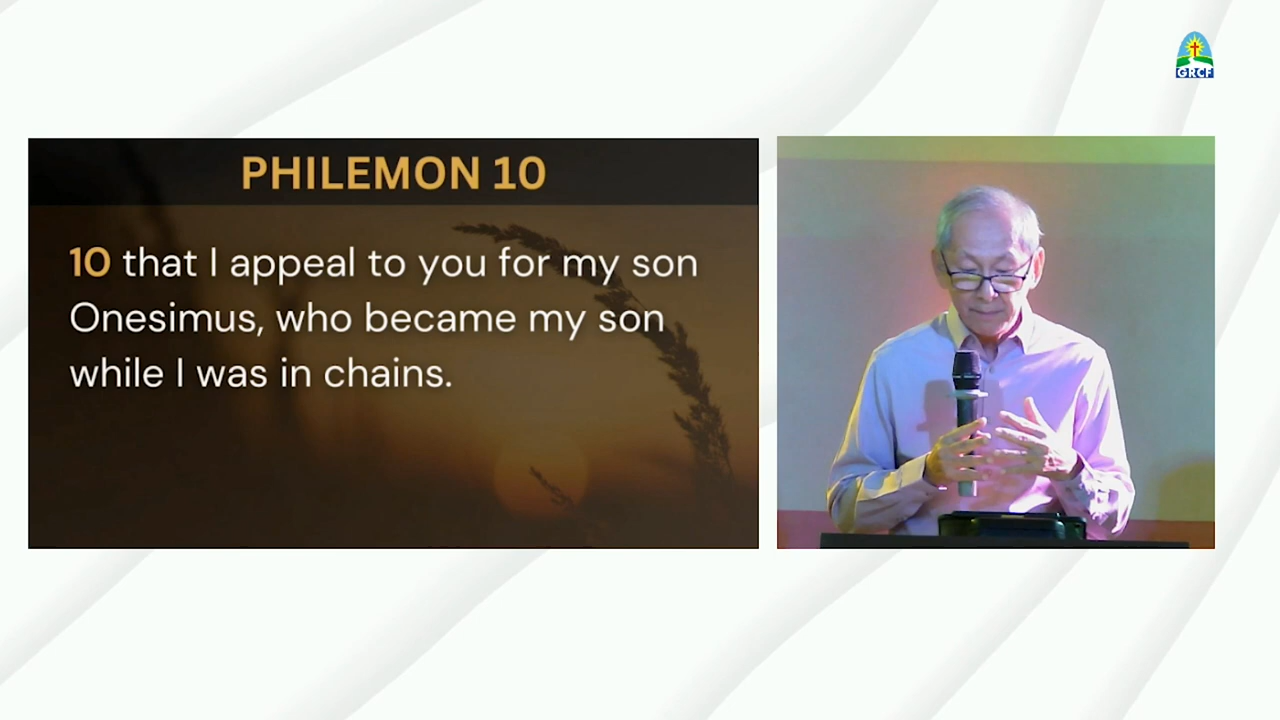 GRCF
PHILEMON 10
10 that I appeal to you for my son
Onesimus, who became my son
while I was in chains.